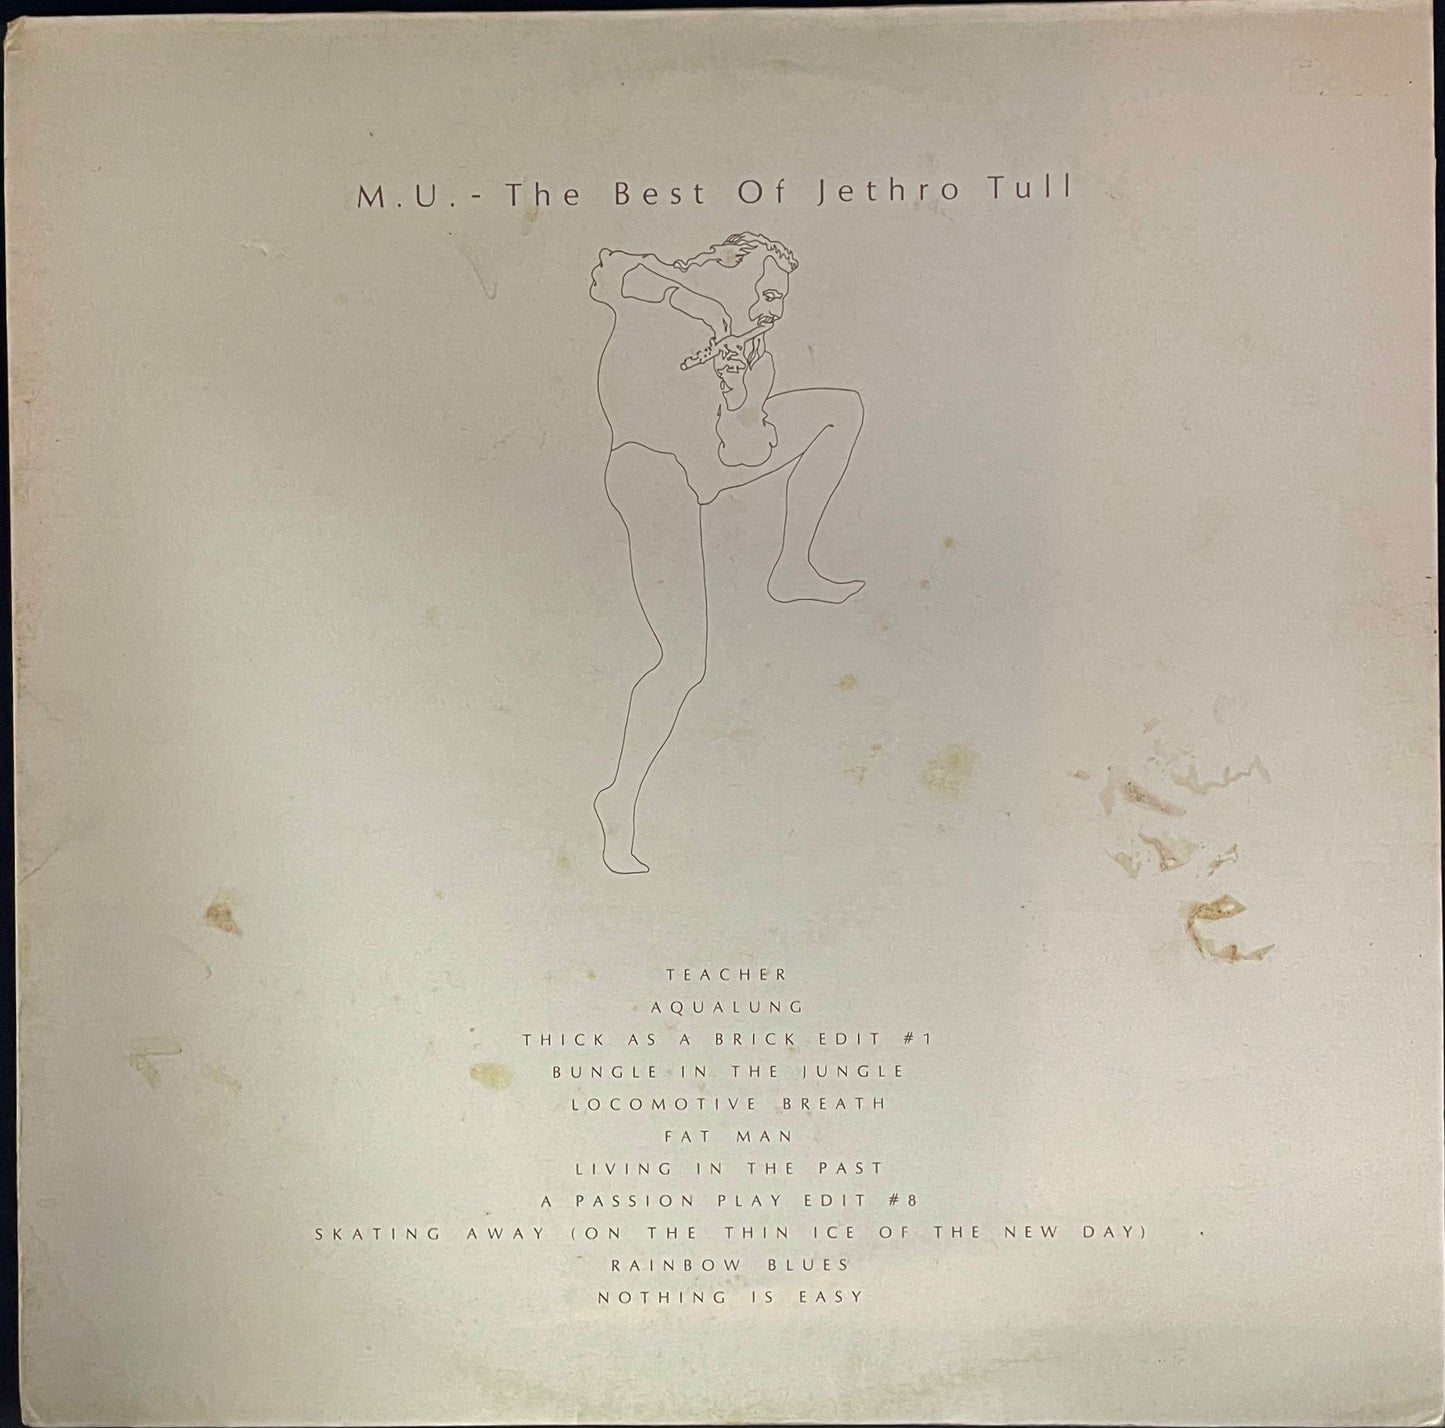 M.U. - The Best Of Jethro Tull
TEACHER
AQUALUNG
THICK AS A BRICK EDIT #1
BUNGLE IN THE JUNGLE
LOCOMOTIVE BREATH
FAT MAN
LIVING IN THE PAST
A PASSION PLAY EDIT #8
SKATING AWAY (ON THE THIN ICE OF THE NEW DAY)
RAINBOW BLUES
NOTHING IS EASY